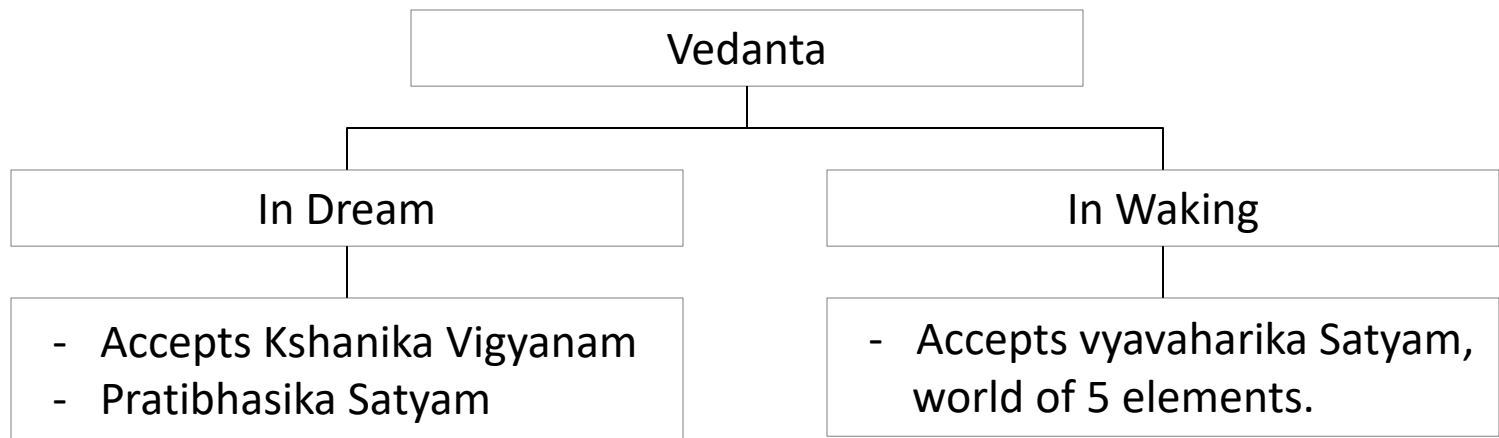 Vedanta
In Dream
In Waking
- Accepts Kshanika Vigyanam
- Pratibhasika Satyam
- Accepts vyavaharika Satyam,
world of 5 elements.